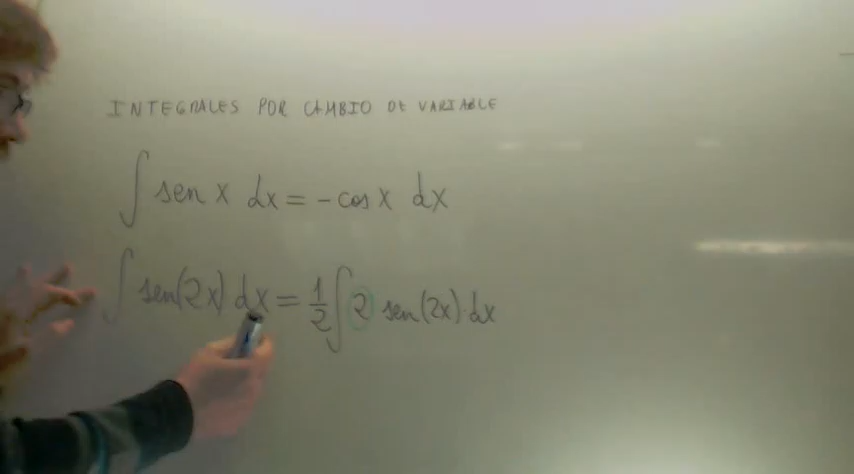 INTEGRALES POR CAMBIO DE VARIABLE
∫ sen x dx = - cos x dx
∫ sen(2x) dx = 1/2 ∫ 2 sen(2x) · dx